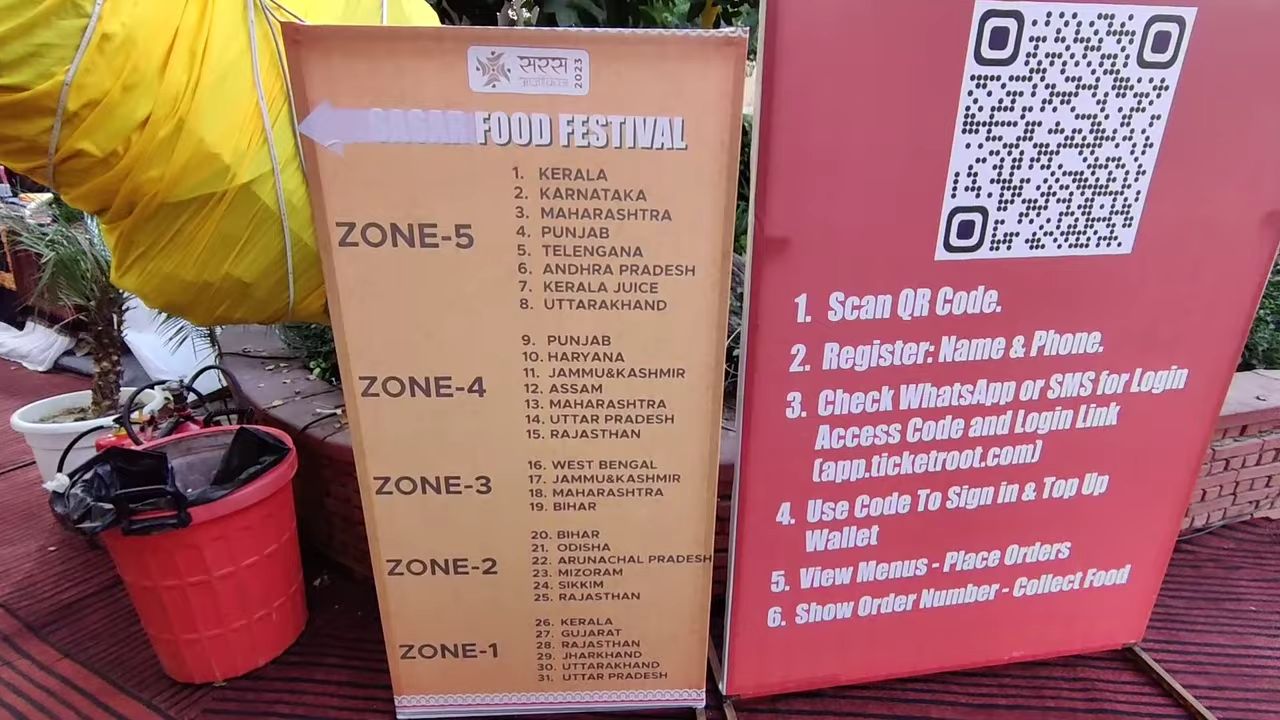 सरस
2023
FOOD FESTIVAL
ZONE-5
1. KERALA
2. KARNATAKA
3. MAHARASHTRA
4. PUNJAB
5. TELENGANA
6. ANDHRA PRADESH
7. KERALA JUICE
8. UTTARAKHAND
ZONE-4
9. PUNJAB
10. HARYANA
11. JAMMU&KASHMIR
12. ASSAM
13. MAHARASHTRA
14. UTTAR PRADESH
15. RAJASTHAN
ZONE-3
16. WEST BENGAL
17. JAMMU&KASHMIR
18. MAHARASHTRA
19. BIHAR
ZONE-2
20. BIHAR
21. ODISHA
22. ARUNACHAL PRADESH
23. MIZORAM
24. SIKKIM
25. RAJASTHAN
ZONE-1
26. KERALA
27. GUJARAT
28. RAJASTHAN
29. JHARKHAND
30. UTTARAKHAND
31. UTTAR PRADESH
1. Scan QR Code.
2. Register: Name & Phone.
3. Check WhatsApp or SMS for Login
Access Code and Login Link
(app.ticketroot.com)
4. Use Code To Sign in & Top Up
Wallet
5. View Menus - Place Orders
6. Show Order Number - Collect Food